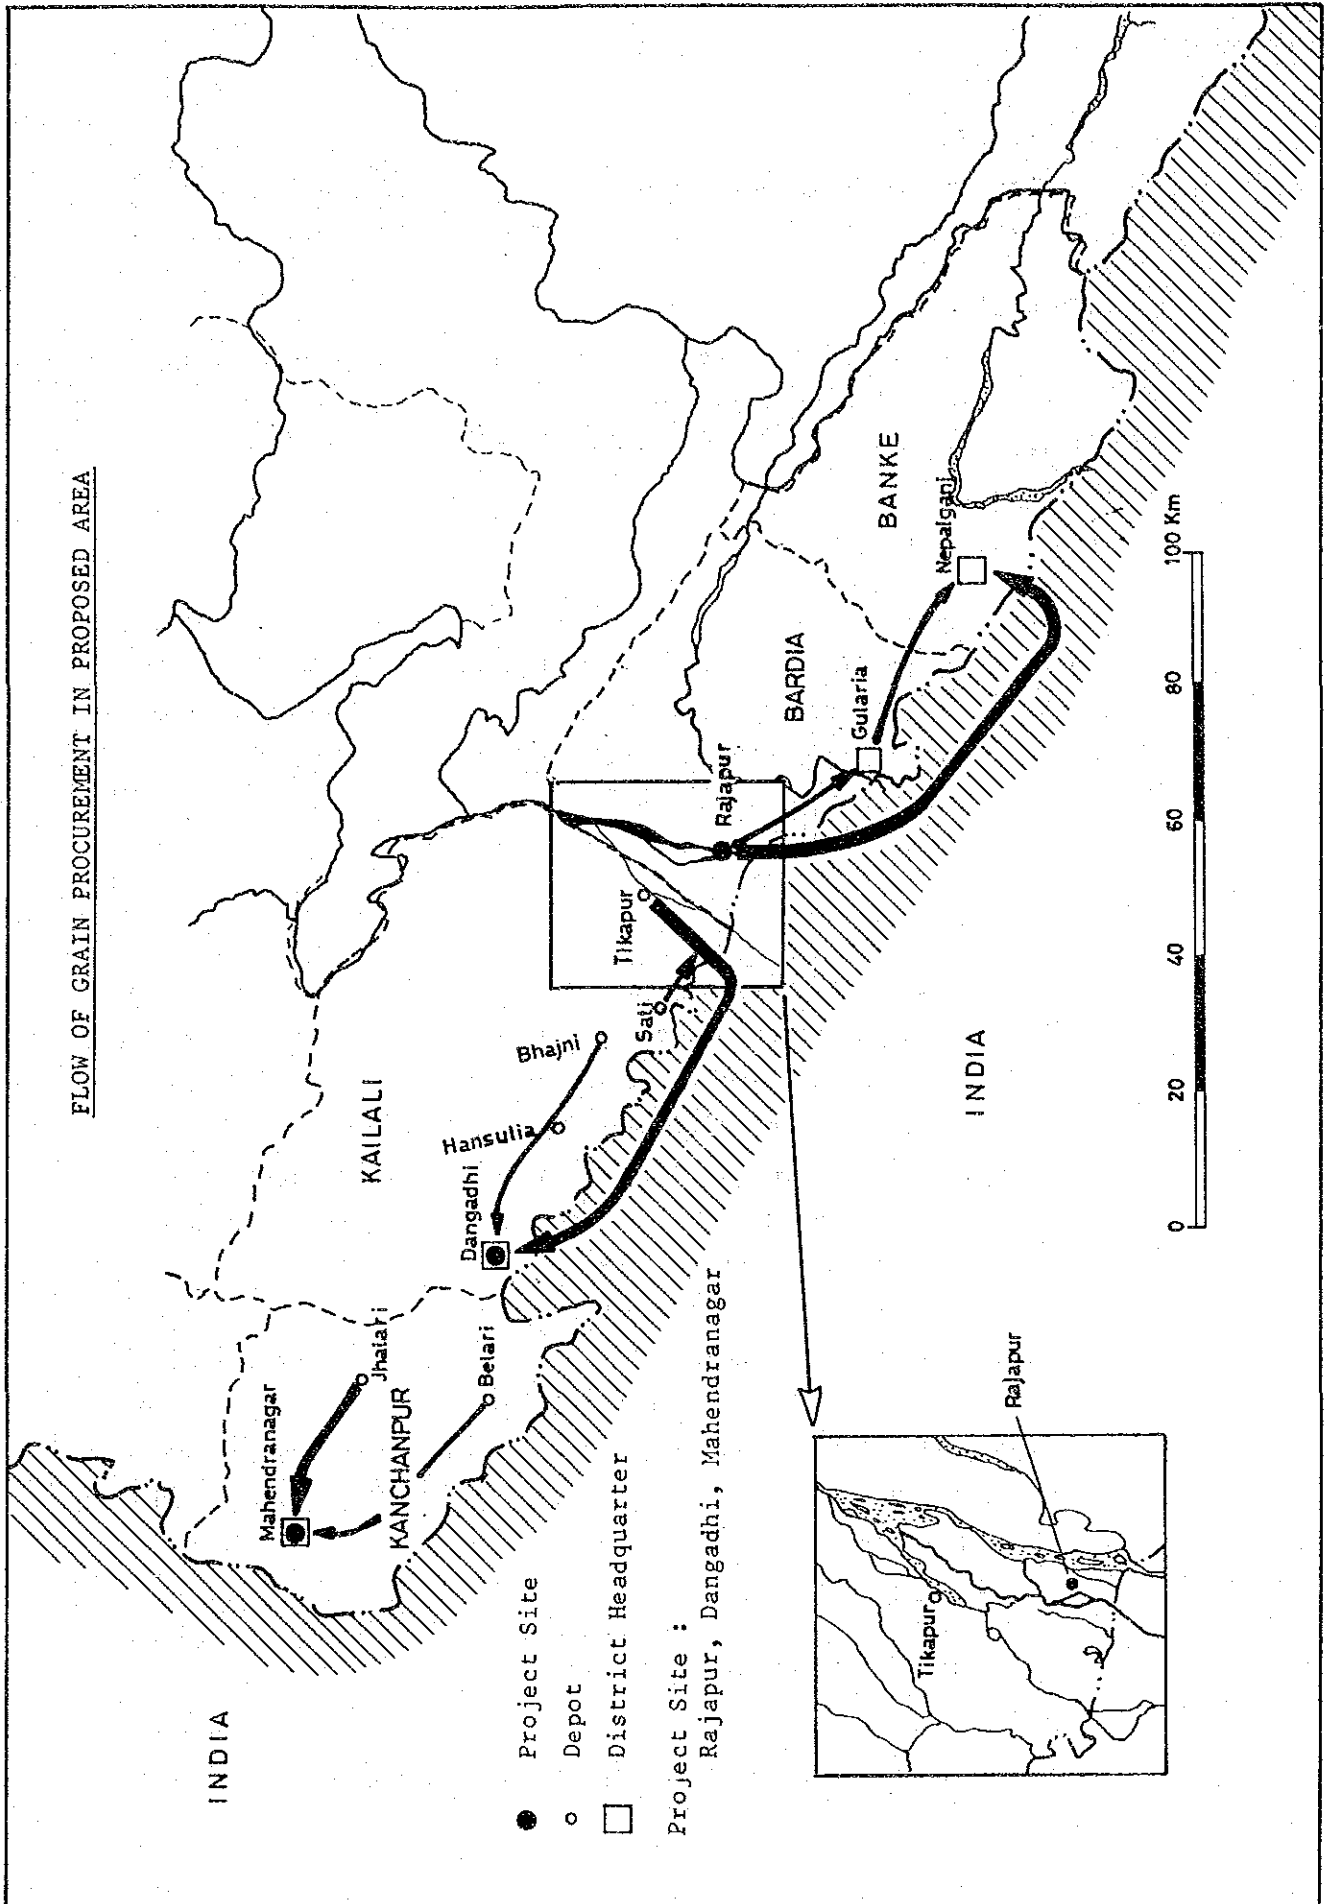 FLOW OF GRAIN PROCUREMENT IN PROPOSED AREA
INDIA
Mahendranagar
Jhalari
KANCHANPUR
Belari
KAILALI
Dangadhi
Hansulia
Bhajni
Sati
Tikapur
Rajapur
BARDIA
Gularia
BANKE
Nepalganj
INDIA
Project Site
Depot
District Headquarter
Project Site :
Rajapur, Dangadhi, Mahendranagar
Tikapur
Rajapur
0 20 40 60 80 100 Km